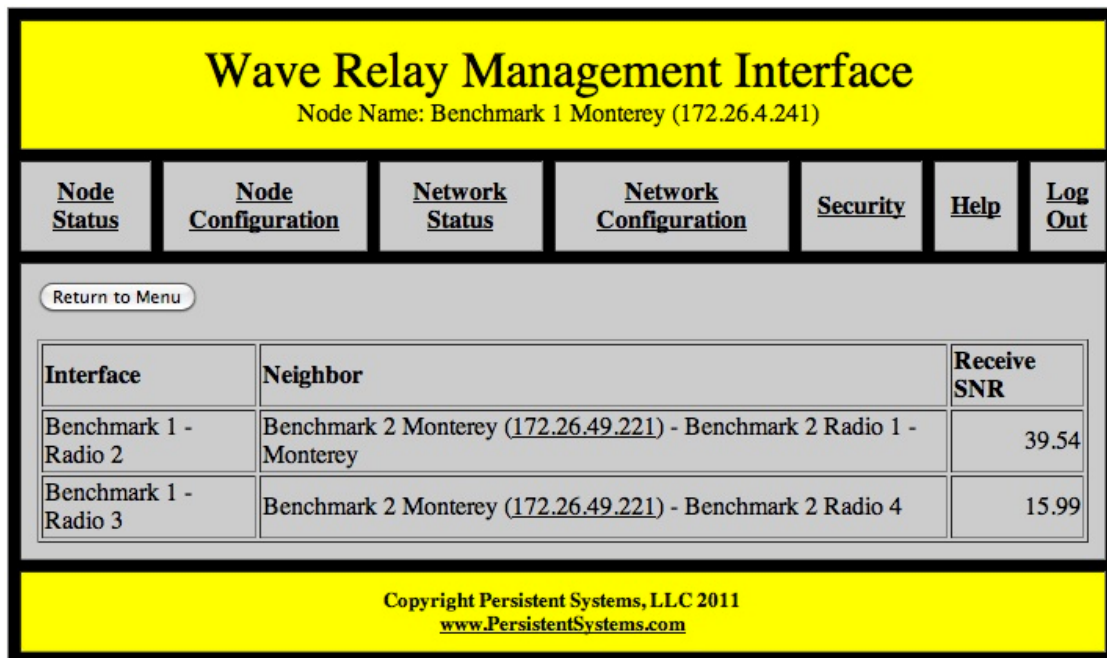 Wave Relay Management Interface
Node Name: Benchmark 1 Monterey (172.26.4.241)
Node Status
Node Configuration
Network Status
Network Configuration
Security
Help
Log Out
Return to Menu
Interface Neighbor Receive SNR
Benchmark 1 - Radio 2 Benchmark 2 Monterey (172.26.49.221) - Benchmark 2 Radio 1 - Monterey 39.54
Benchmark 1 - Radio 3 Benchmark 2 Monterey (172.26.49.221) - Benchmark 2 Radio 4 15.99
Copyright Persistent Systems, LLC 2011
www.PersistentSystems.com